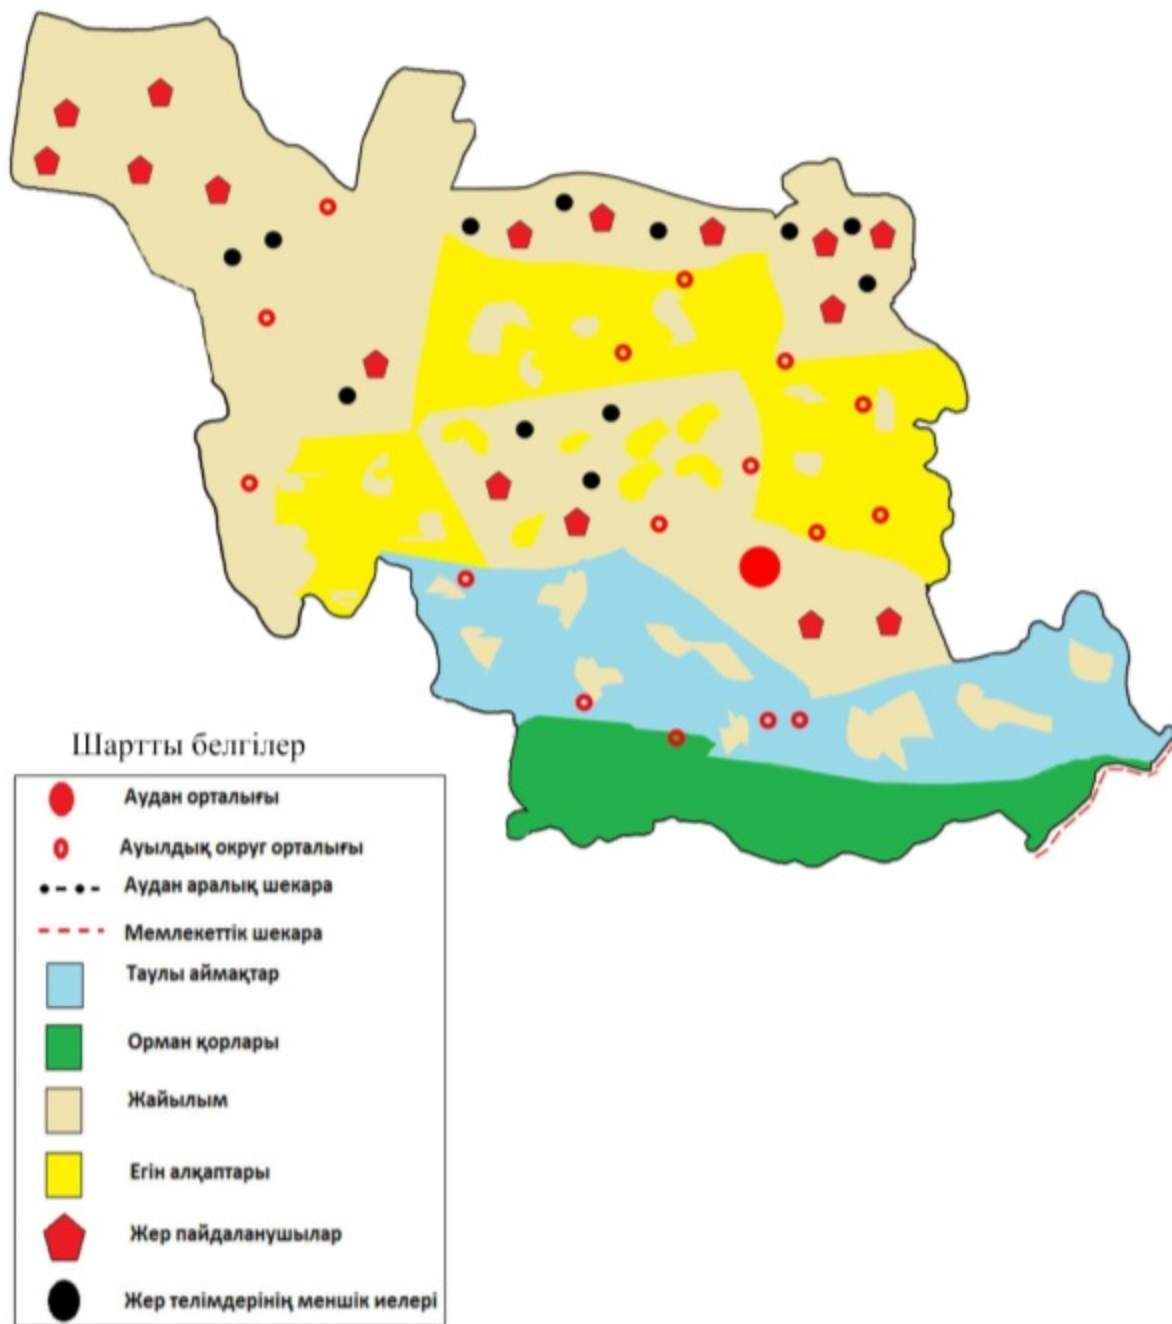 Шартты белгілер
Аудан орталығы
Ауылдық округ орталығы
Аудан аралық шекара
Мемлекеттік шекара
Таулы аймақтар
Орман қорлары
Жайылым
Егін алқаптары
Жер пайдаланушылар
Жер телімдерінің меншік иелері